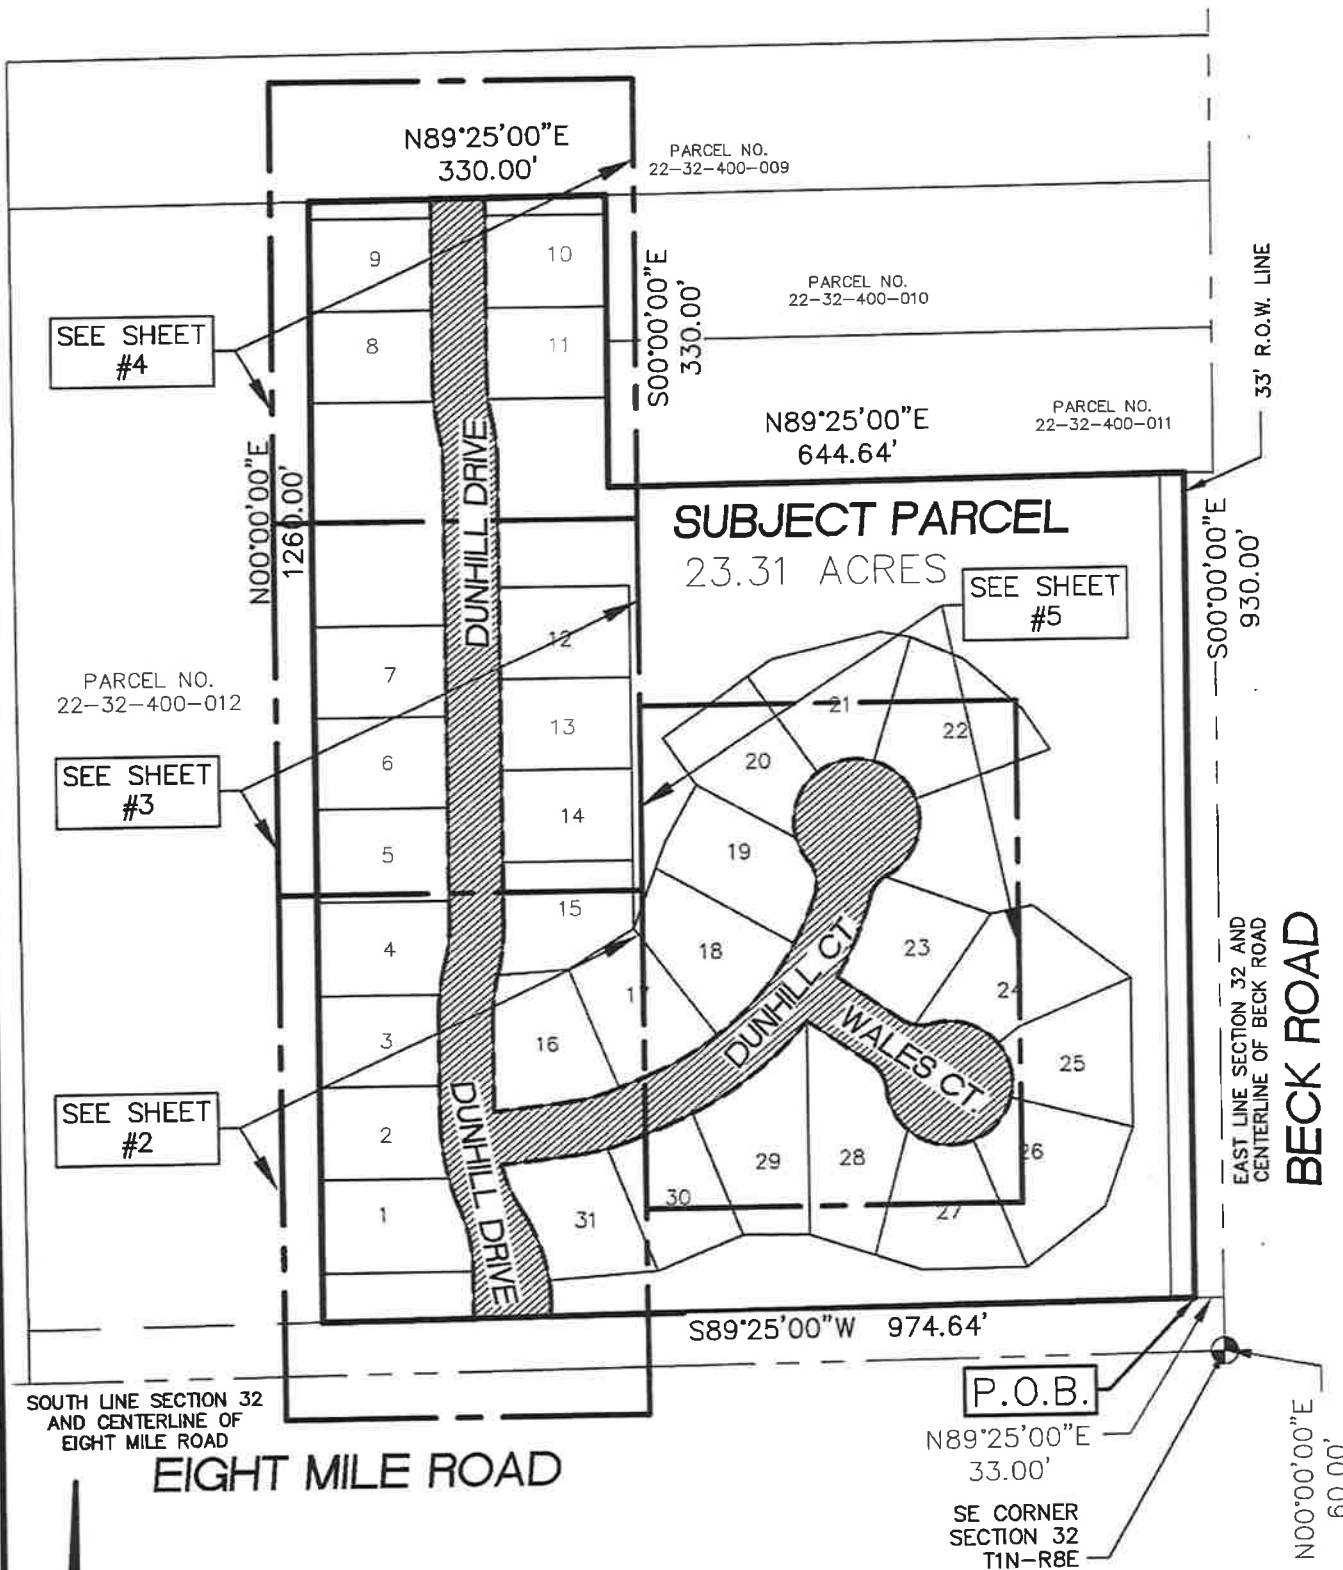 N89°25'00"E
330.00'
PARCEL NO.
22-32-400-009
9
10
S00°00'00"E
330.00'
PARCEL NO.
22-32-400-010
33' R.O.W. LINE
SEE SHEET
#4
8
11
N89°25'00"E
644.64'
PARCEL NO.
22-32-400-011
N00°00'00"E
1260.00'
DUNHILL DRIVE
SUBJECT PARCEL
23.31 ACRES
SEE SHEET
#5
S00°00'00"E
930.00'
12
PARCEL NO.
22-32-400-012
7
13
21
22
20
6
SEE SHEET
#3
14
5
19
15
4
18
DUNHILL CT.
23
EAST LINE SECTION 32 AND
CENTERLINE OF BECK ROAD
BECK ROAD
17
24
3
16
WALES CT.
25
SEE SHEET
#2
2
DUNHILL DRIVE
29
28
26
1
31
30
27
S89°25'00"W 974.64'
P.O.B.
SOUTH LINE SECTION 32
AND CENTERLINE OF
EIGHT MILE ROAD
EIGHT MILE ROAD
N89°25'00"E
33.00'
N00°00'00"E
60.00'
SE CORNER
SECTION 32
T1N-R8E